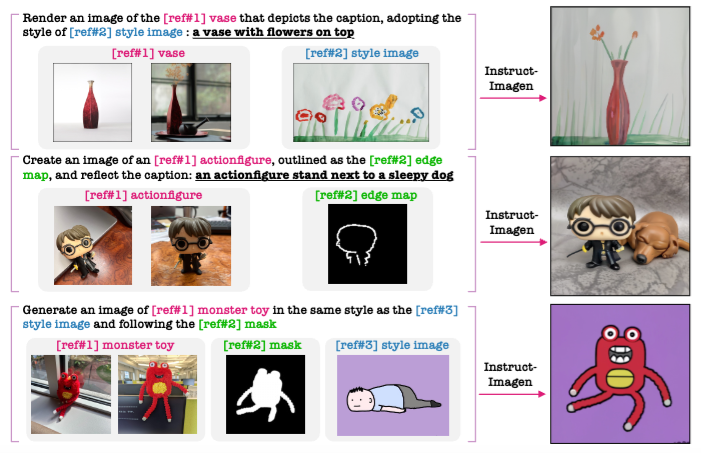 Render an image of the [ref#1] vase that depicts the caption, adopting the
style of [ref#2] style image : a vase with flowers on top
[ref#1] vase
[ref#2] style image
Instruct-
Imagen
Create an image of an [ref#1] actionfigure, outlined as the [ref#2] edge
map, and reflect the caption: an actionfigure stand next to a sleepy dog
[ref#1] actionfigure
[ref#2] edge map
Instruct-
Imagen
Generate an image of [ref#1] monster toy in the same style as the [ref#3]
style image and following the [ref#2] mask
[ref#1] monster toy
[ref#2] mask
[ref#3] style image
Instruct-
Imagen